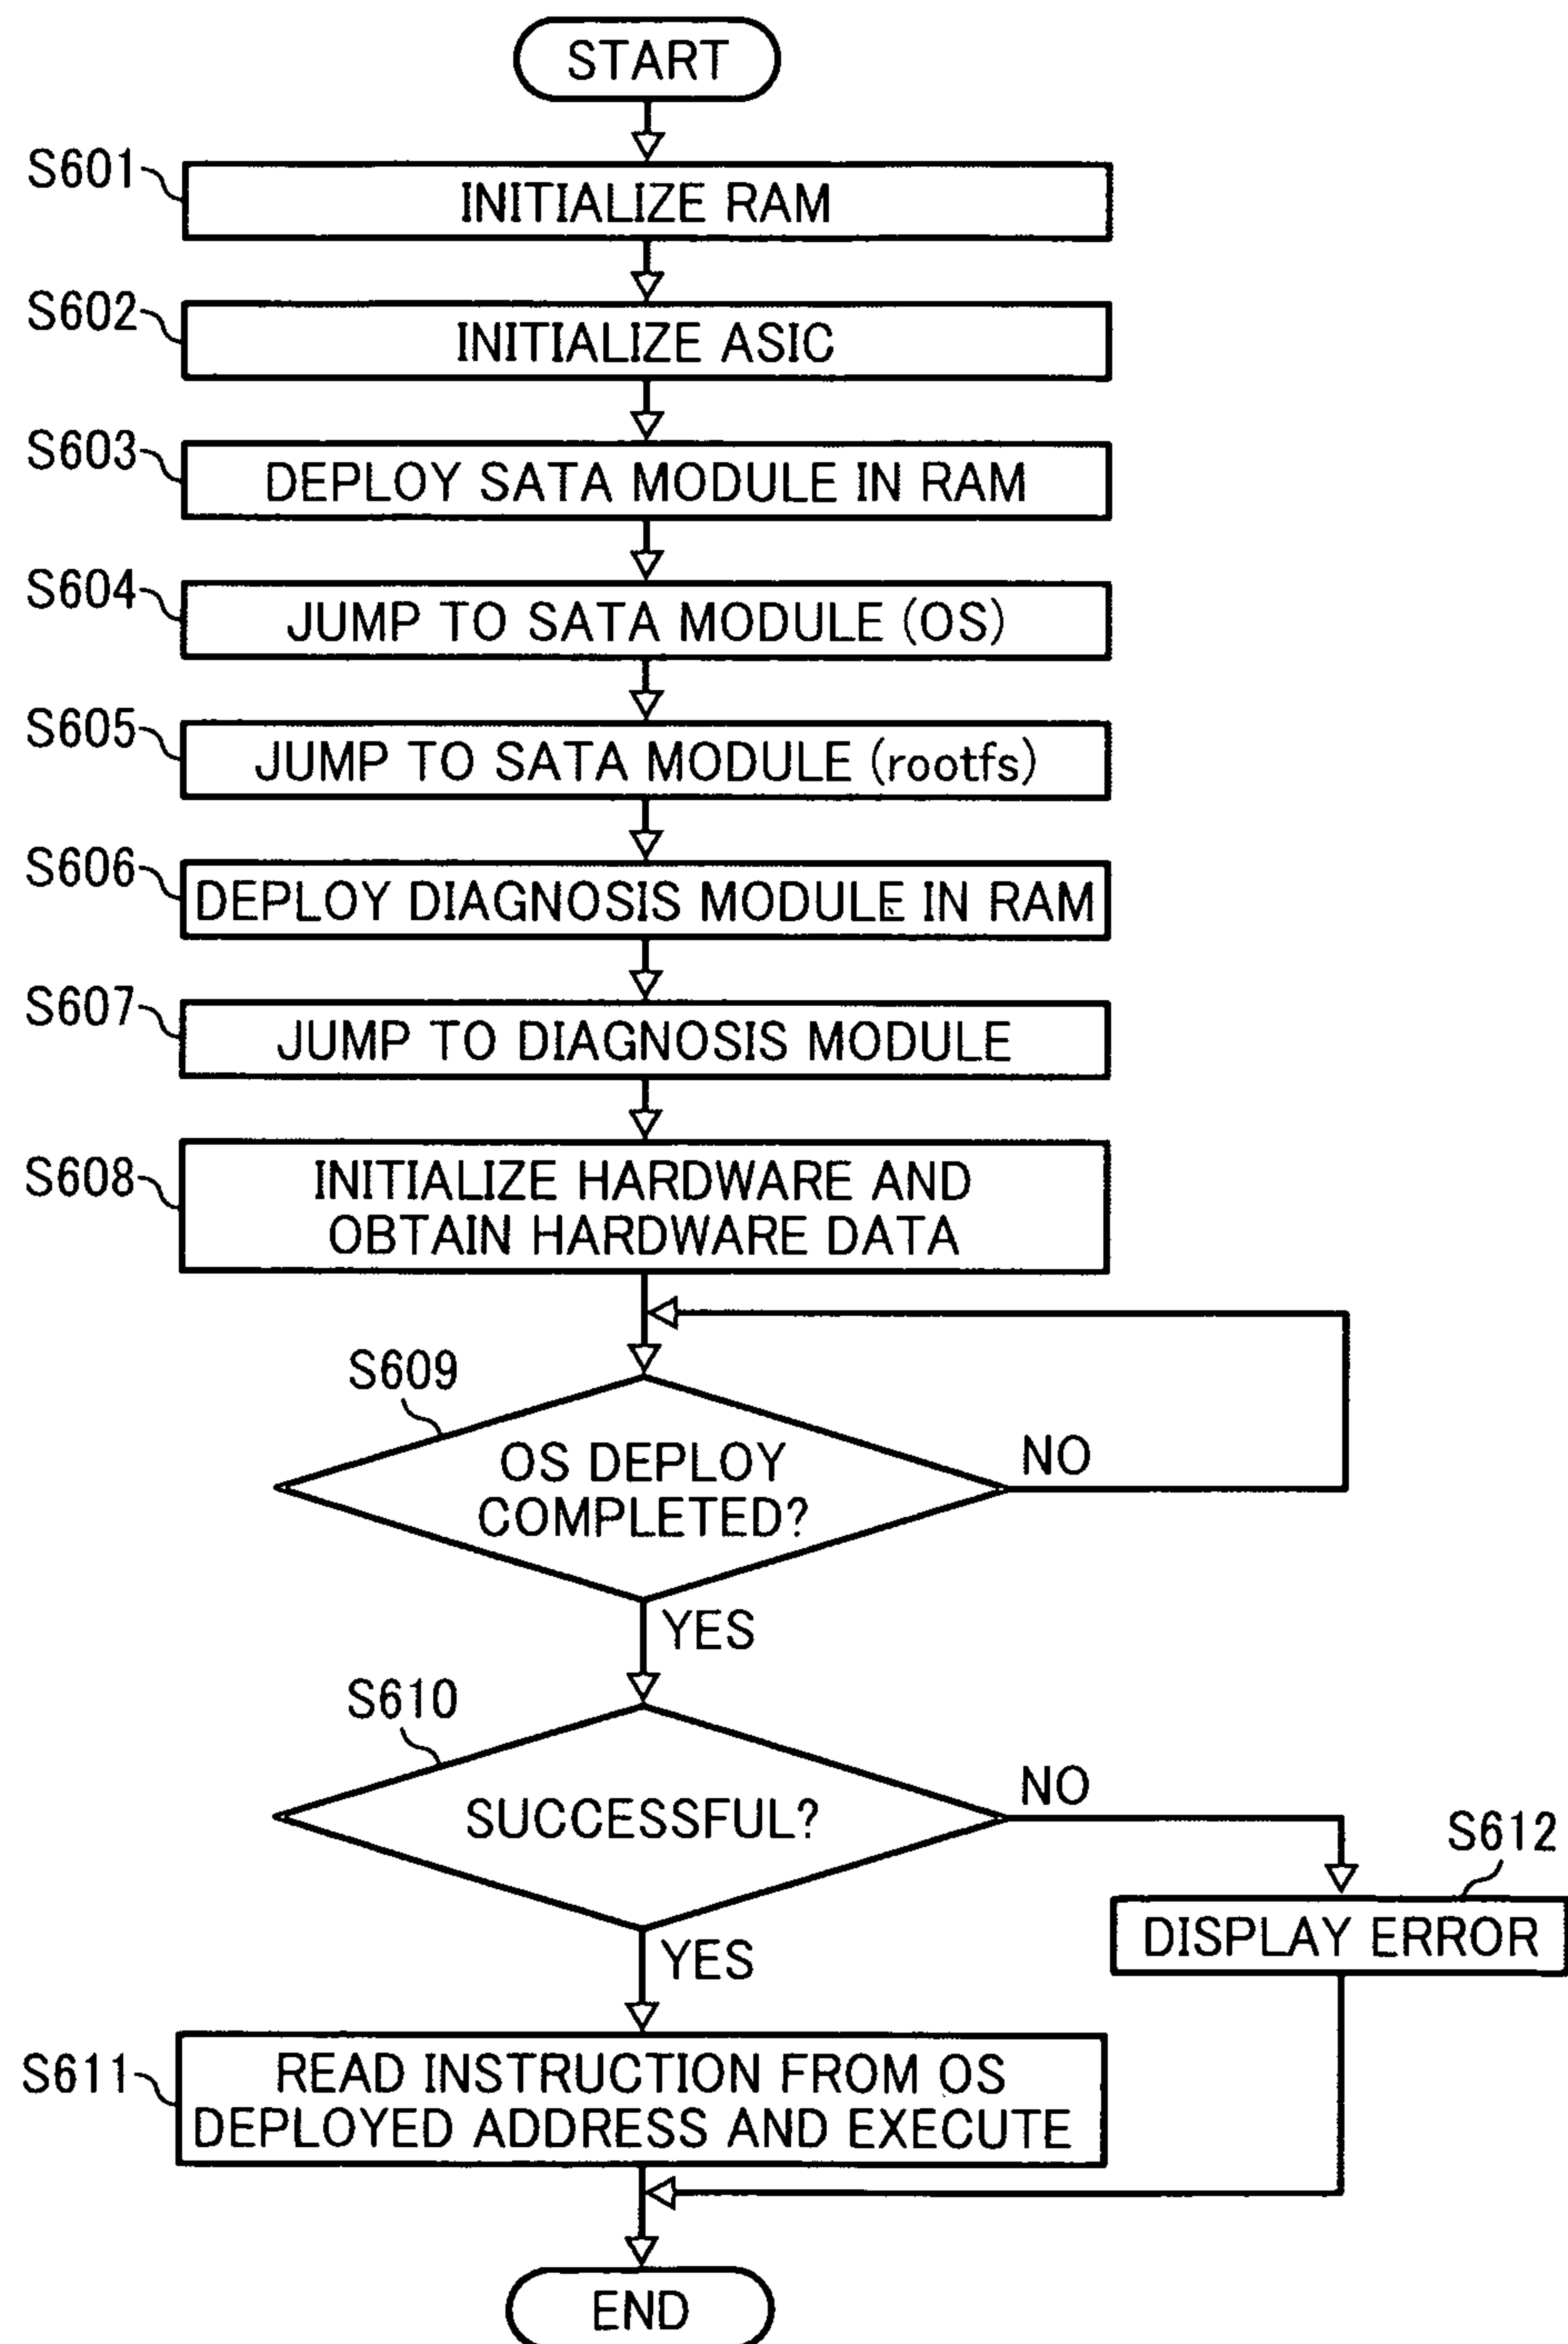 START
S601
INITIALIZE RAM
S602
INITIALIZE ASIC
S603
DEPLOY SATA MODULE IN RAM
S604
JUMP TO SATA MODULE (OS)
S605
JUMP TO SATA MODULE (rootfs)
S606
DEPLOY DIAGNOSIS MODULE IN RAM
S607
JUMP TO DIAGNOSIS MODULE
S608
INITIALIZE HARDWARE AND
OBTAIN HARDWARE DATA
S609
OS DEPLOY
COMPLETED?
NO
YES
S610
SUCCESSFUL?
NO
S612
DISPLAY ERROR
YES
S611
READ INSTRUCTION FROM OS
DEPLOYED ADDRESS AND EXECUTE
END